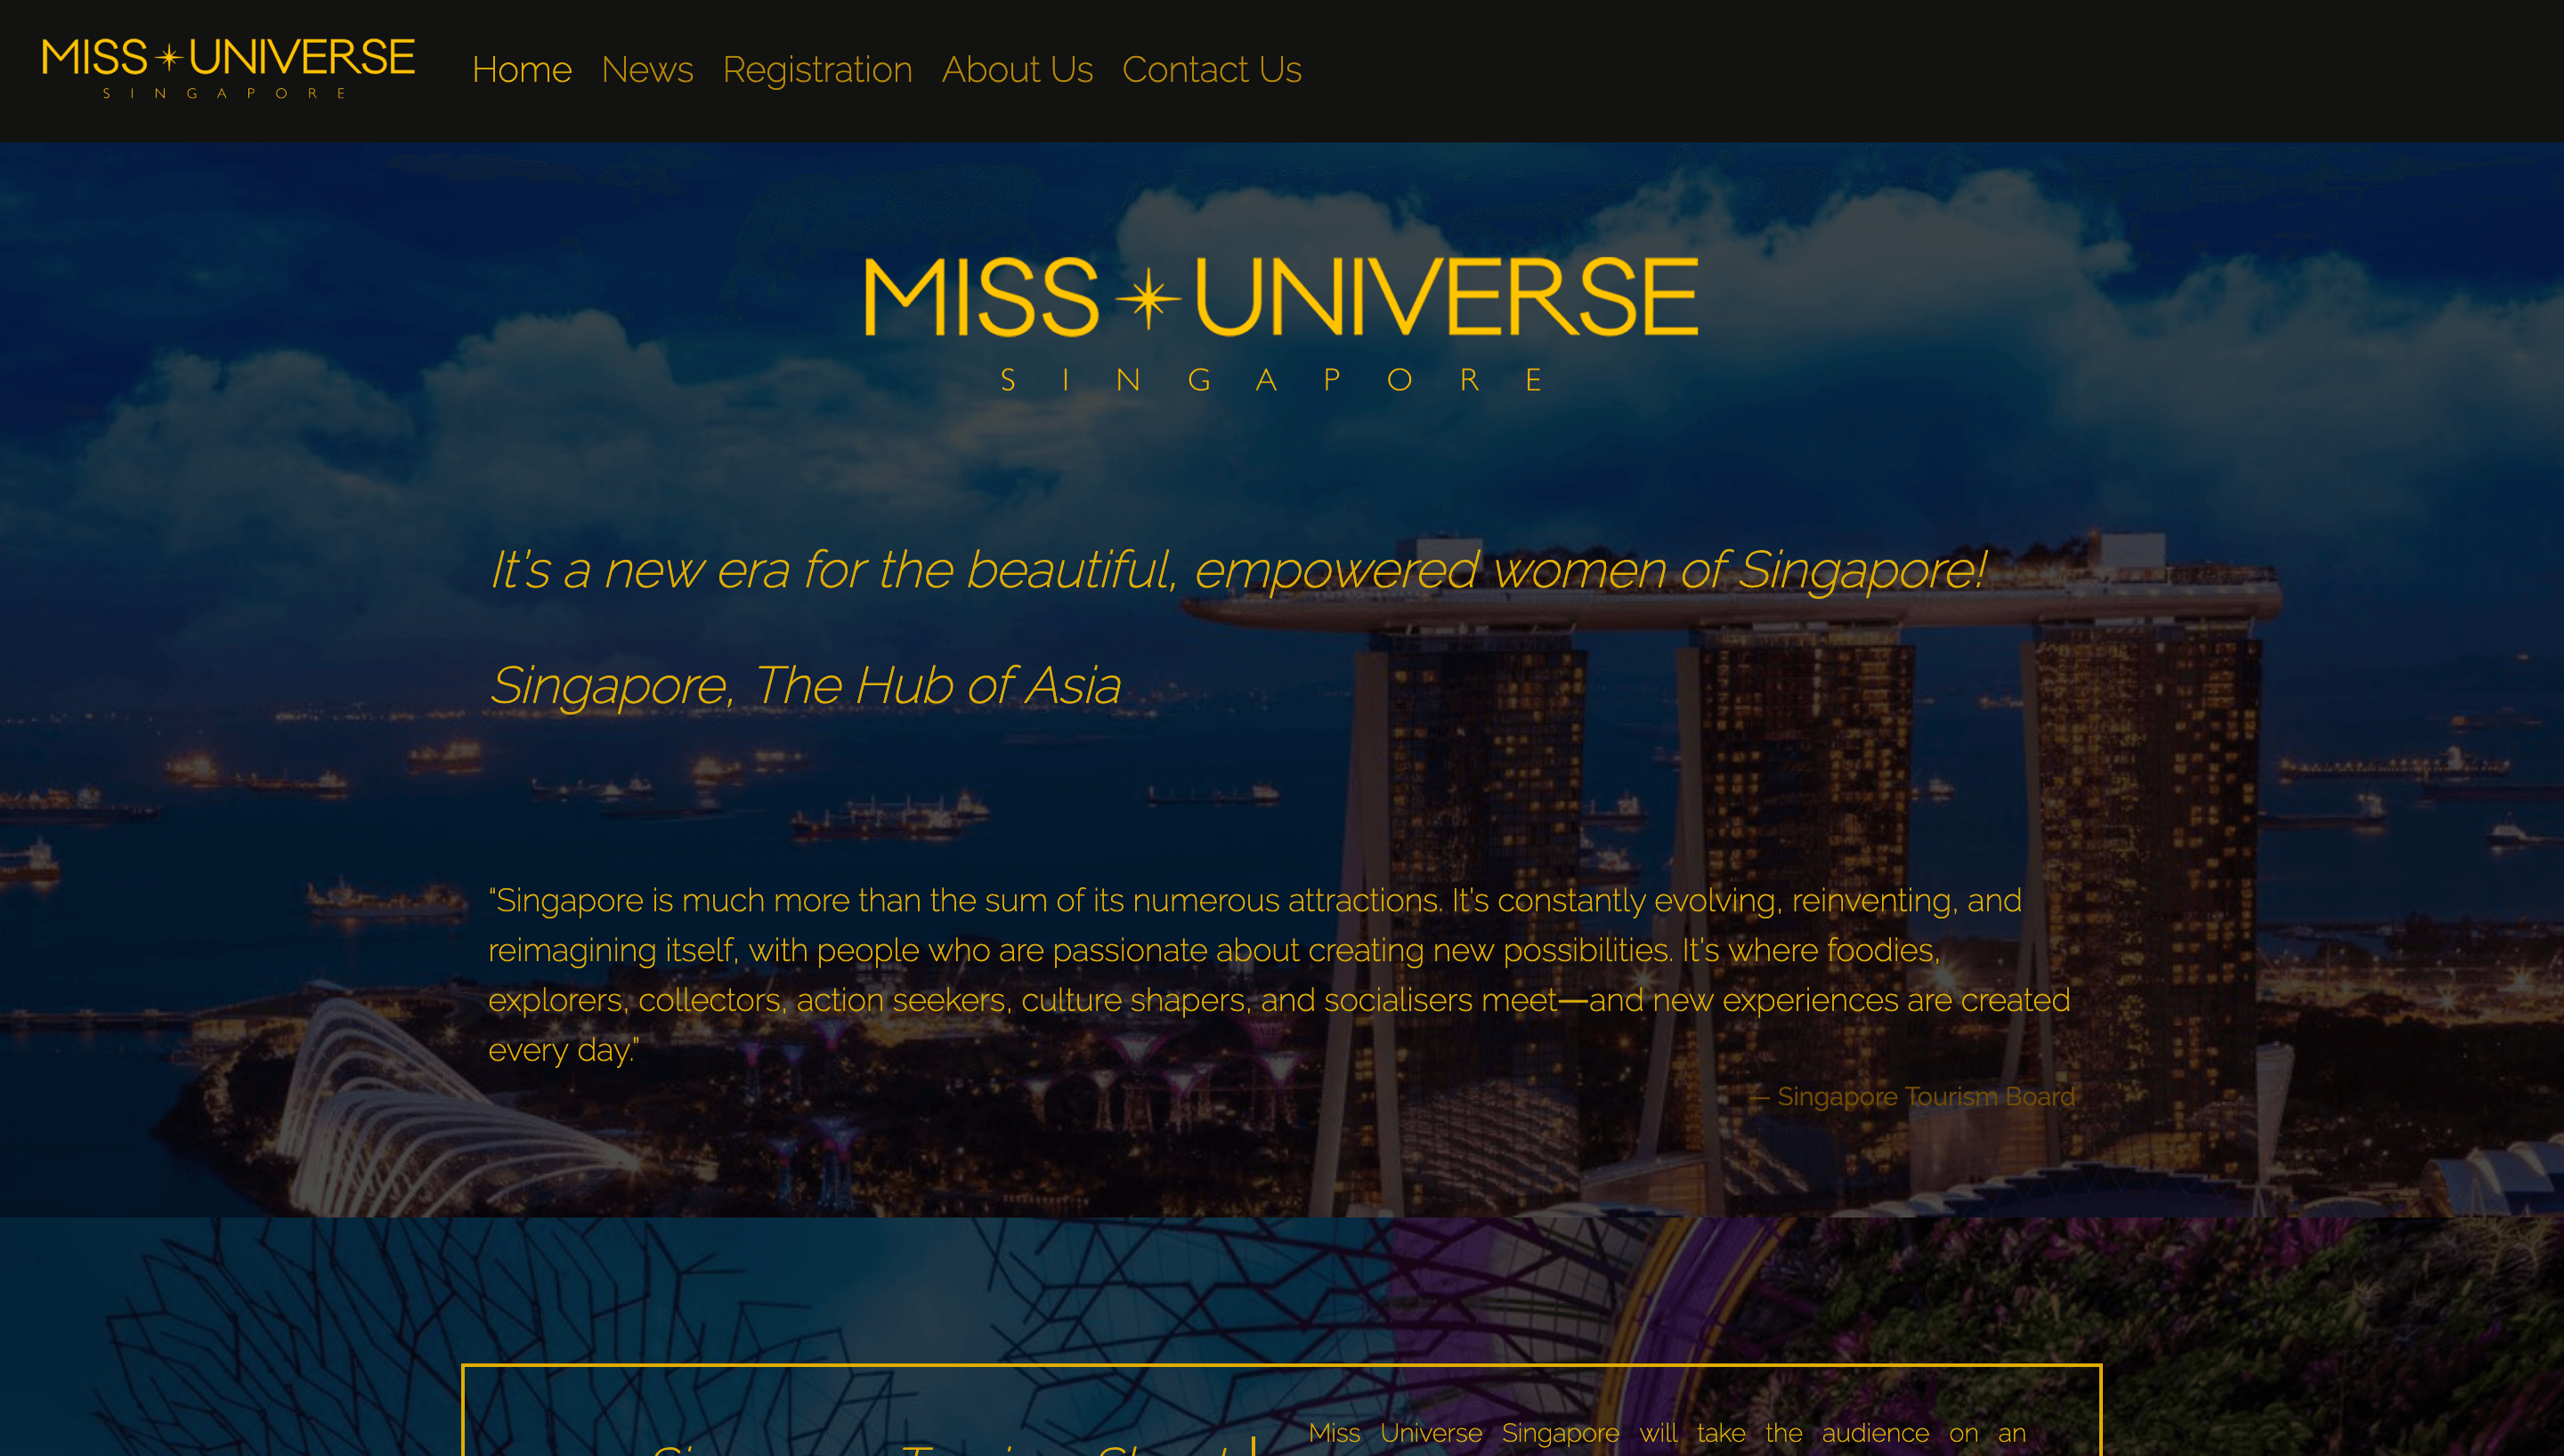 MISS UNIVERSE
SINGAPORE
Home News Registration About Us Contact Us
MISS UNIVERSE
SINGAPORE
It's a new era for the beautiful, empowered women of Singapore!
Singapore, The Hub of Asia
"Singapore is much more than the sum of its numerous attractions. It's constantly evolving, reinventing, and
reimagining itself, with people who are passionate about creating new possibilities. It's where foodies,
explorers, collectors, action seekers, culture shapers, and socialisers meet—and new experiences are created
every day."
— Singapore Tourism Board
Miss Universe Singapore will take the audience on an